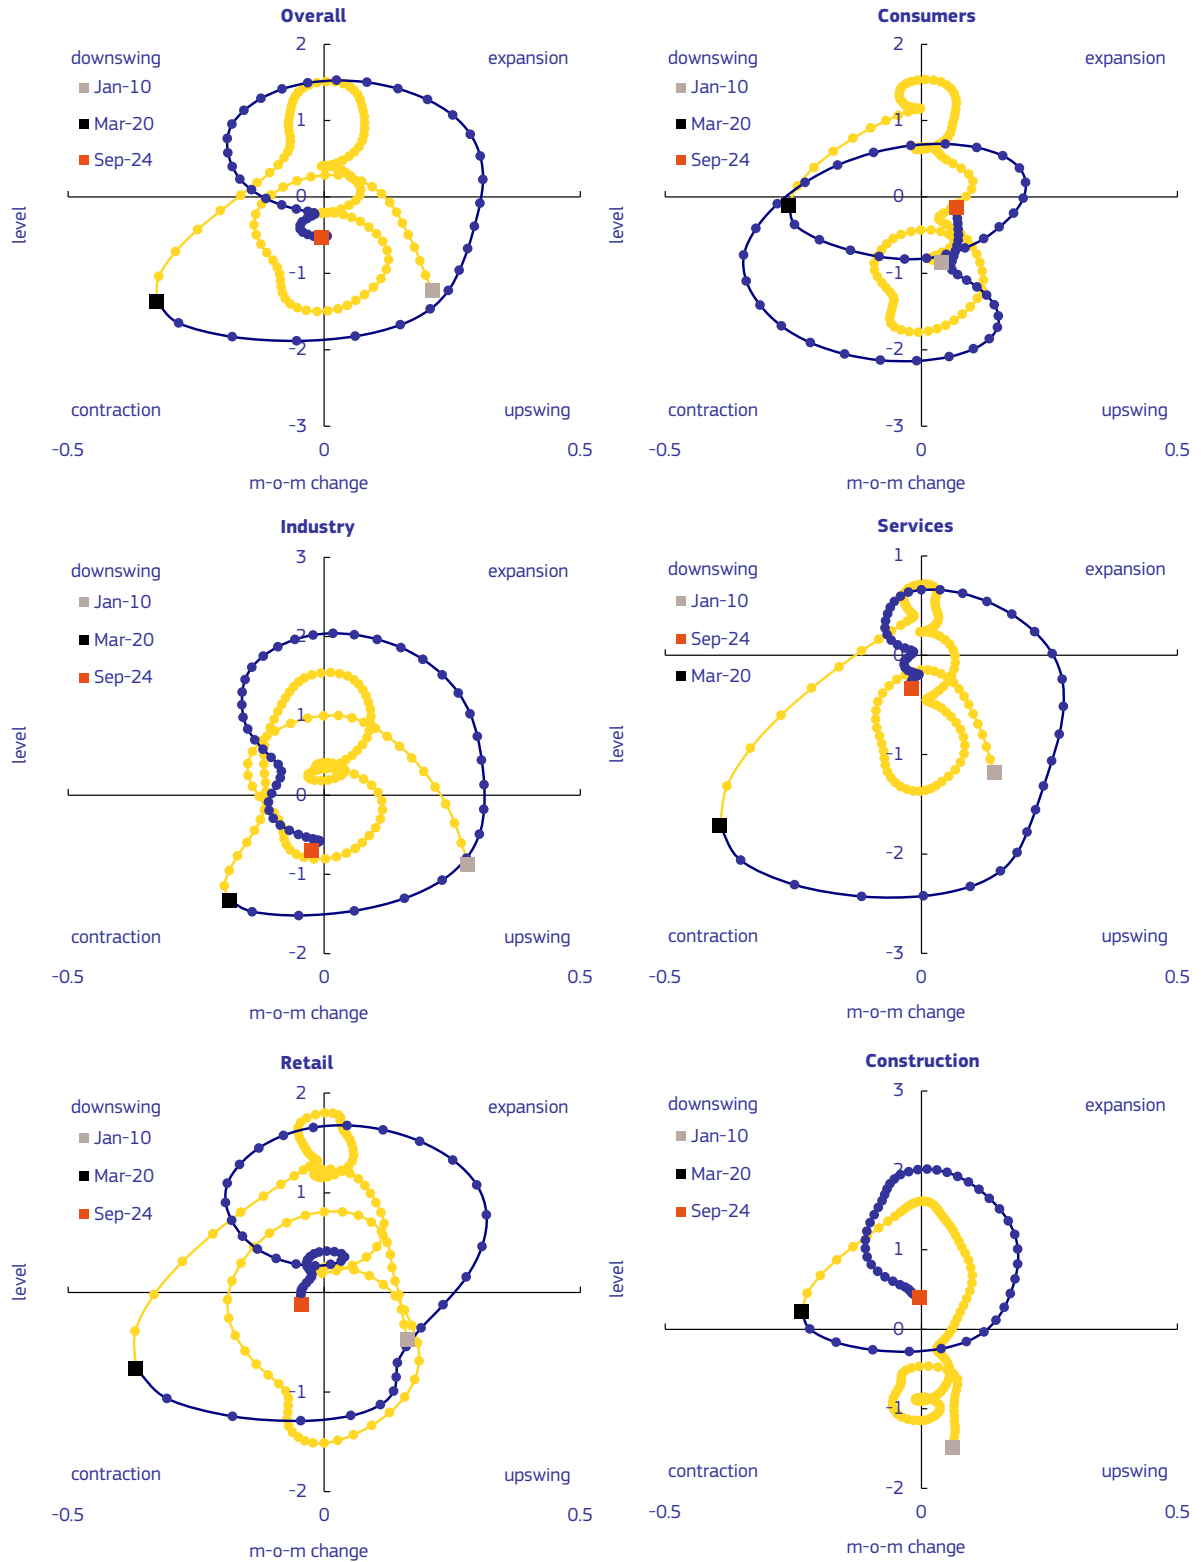 Overall
2
downswing
expansion
Jan-10
Mar-20
Sep-24
1
0
level
-1
-2
contraction
upswing
-3
-0.5
0
0.5
m-o-m change
Consumers
2
downswing
expansion
Jan-10
Mar-20
Sep-24
1
0
level
-1
-2
contraction
upswing
-3
-0.5
0
0.5
m-o-m change
Industry
3
downswing
expansion
Jan-10
Mar-20
Sep-24
2
1
0
level
-1
contraction
upswing
-2
-0.5
0
0.5
m-o-m change
Services
1
downswing
expansion
Jan-10
Sep-24
Mar-20
0
level
-1
-2
contraction
upswing
-3
-0.5
0
0.5
m-o-m change
Retail
2
downswing
expansion
Jan-10
Mar-20
Sep-24
1
level
-1
contraction
upswing
-2
-0.5
0
0.5
m-o-m change
Construction
3
downswing
expansion
Jan-10
Mar-20
Sep-24
2
1
0
level
-1
contraction
upswing
-2
-0.5
0
0.5
m-o-m change